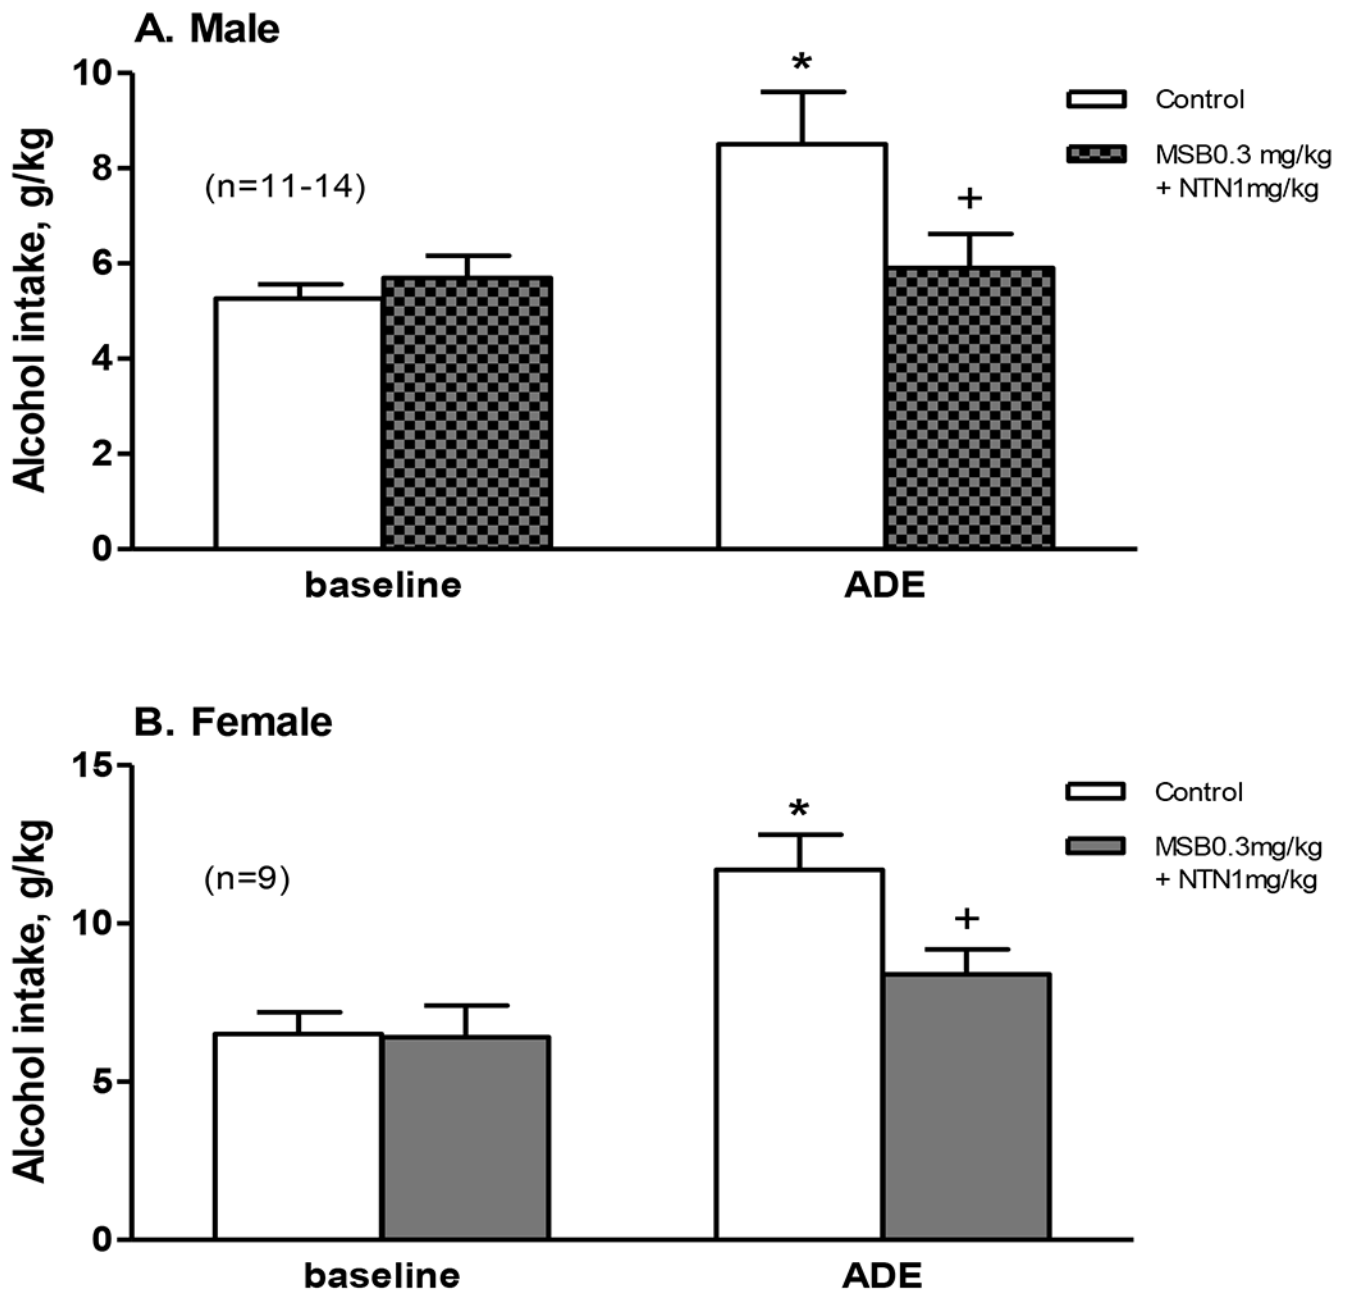 A. Male
Alcohol intake, g/kg
10
8
6
4
2
0
(n=11-14)
*
+
Control
MSB0.3 mg/kg
+ NTN1mg/kg
baseline
ADE
B. Female
Alcohol intake, g/kg
15
10
5
0
(n=9)
*
+
Control
MSB0.3mg/kg
+ NTN1mg/kg
baseline
ADE